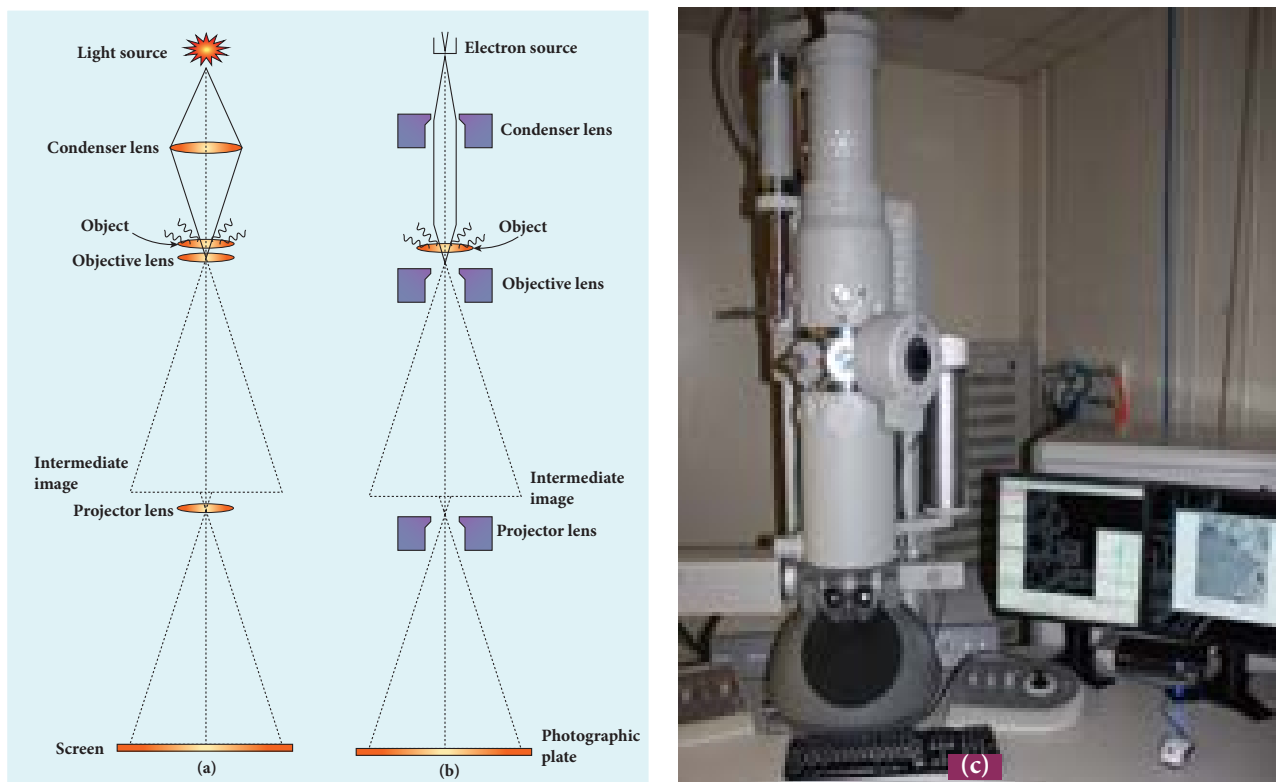 Light source
Condenser lens
Object
Objective lens
Intermediate
image
Projector lens
Screen
(a)
Electron source
Condenser lens
Object
Objective lens
Intermediate
image
Projector lens
Photographic
plate
(b)
(c)